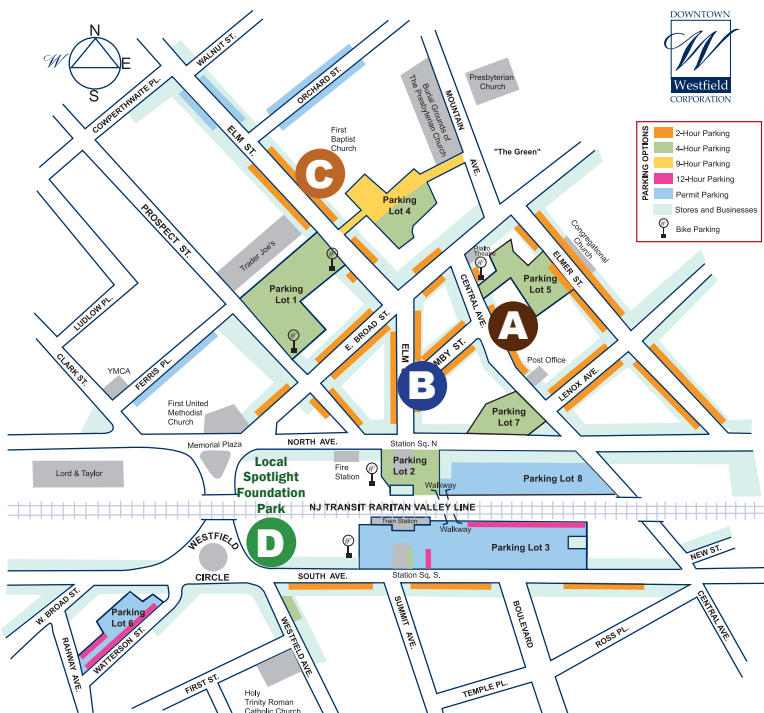 N
W
E
S
DOWNTOWN
W
Westfield
CORPORATION
PARKING OPTIONS
2-Hour Parking
4-Hour Parking
9-Hour Parking
12-Hour Parking
Permit Parking
Stores and Businesses
Bike Parking
WALNUT ST.
COWPERTHWAITE PL.
ORCHARD ST.
ELM ST.
First
Baptist
Church
Burial Grounds of
The Presbyterian Church
MOUNTAIN
AVE.
Presbyterian
Church
"The Green"
C
Parking
Lot 4
PROSPECT ST.
Trader Joe's
Rialto
Theatre
Congregational
Church
ELMER ST.
Parking
Lot 5
Parking
Lot 1
CENTRAL AVE.
A
LUDLOW PL.
E. BROAD ST.
ELM
MBY ST.
B
Post Office
CLARK ST.
YMCA
FERRIS PL.
LENOX AVE.
First United
Methodist
Church
Parking
Lot 7
Memorial Plaza
NORTH AVE.
Station Sq. N
Lord & Taylor
Local
Spotlight
Foundation
Park
Fire
Station
Parking
Lot 2
Walkway
Parking Lot 8
NJ TRANSIT RARITAN VALLEY LINE
Train Station
Walkway
D
WESTFIELD
CIRCLE
Parking Lot 3
NEW ST.
SOUTH AVE.
Station Sq. S.
W. BROAD ST.
Parking
Lot 6
WATTERSON ST.
RAHWAY AVE.
WESTFIELD AVE.
SUMMIT AVE.
BOULEVARD
ROSS PL.
CENTRAL AVE.
FIRST ST.
TEMPLE PL.
Holy
Trinity Roman
Catholic Church